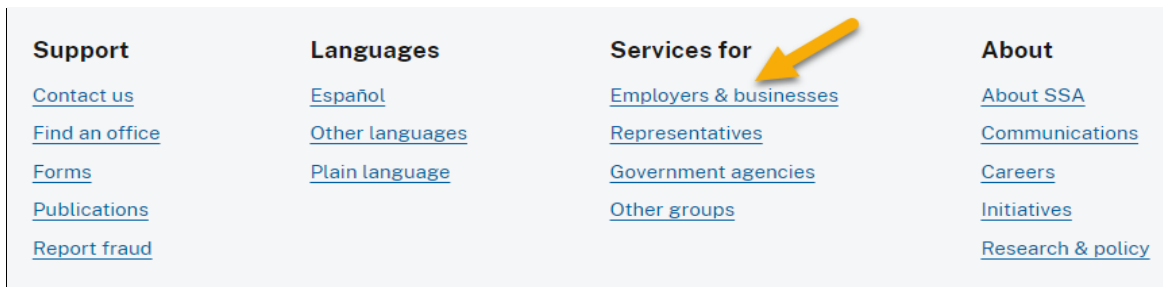 Support
Contact us
Find an office
Forms
Publications
Report fraud
Languages
Español
Other languages
Plain language
Services for
Employers & businesses
Representatives
Government agencies
Other groups
About
About SSA
Communications
Careers
Initiatives
Research & policy